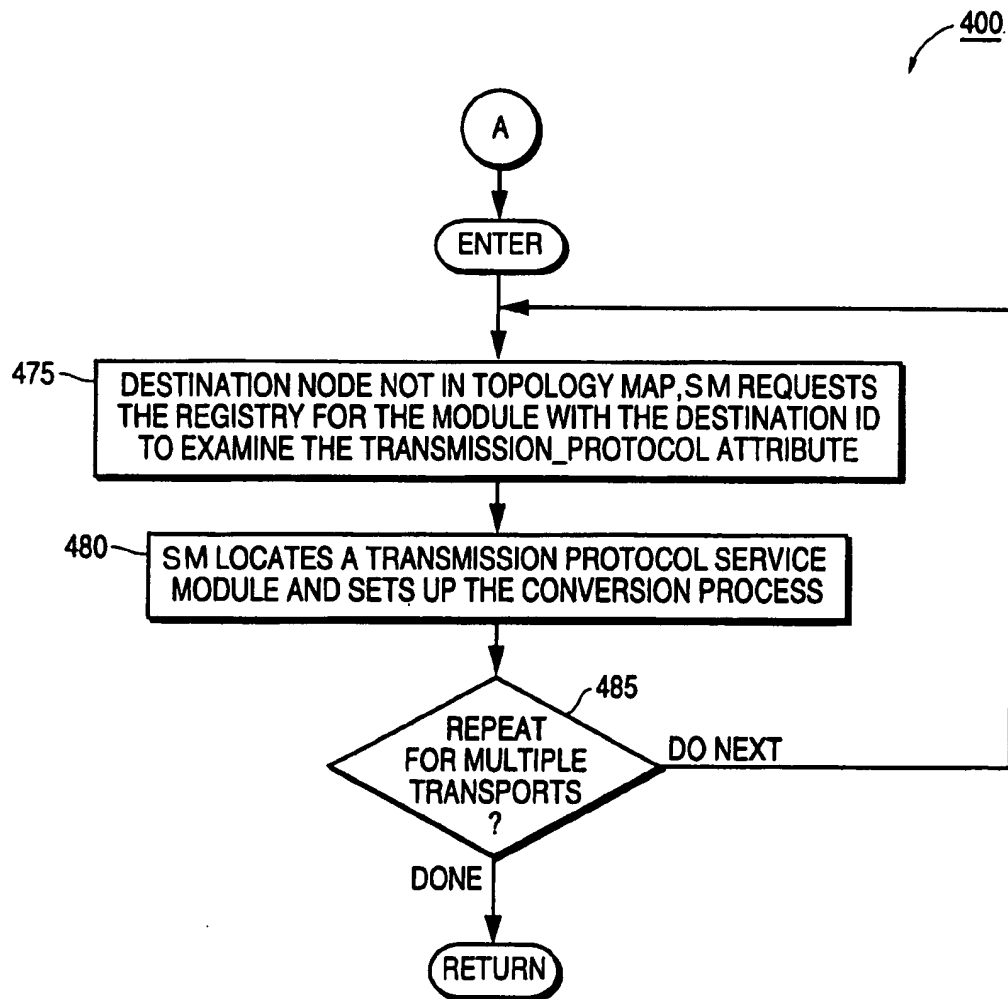 400
A
ENTER
475
DESTINATION NODE NOT IN TOPOLOGY MAP,SM REQUESTS
THE REGISTRY FOR THE MODULE WITH THE DESTINATION ID
TO EXAMINE THE TRANSMISSION_PROTOCOL ATTRIBUTE
480
SM LOCATES A TRANSMISSION PROTOCOL SERVICE
MODULE AND SETS UP THE CONVERSION PROCESS
485
REPEAT
FOR MULTIPLE
TRANSPORTS
?
DO NEXT
DONE
RETURN